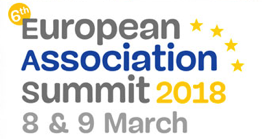 6th
European
Association
Summit 2018
8 & 9 March